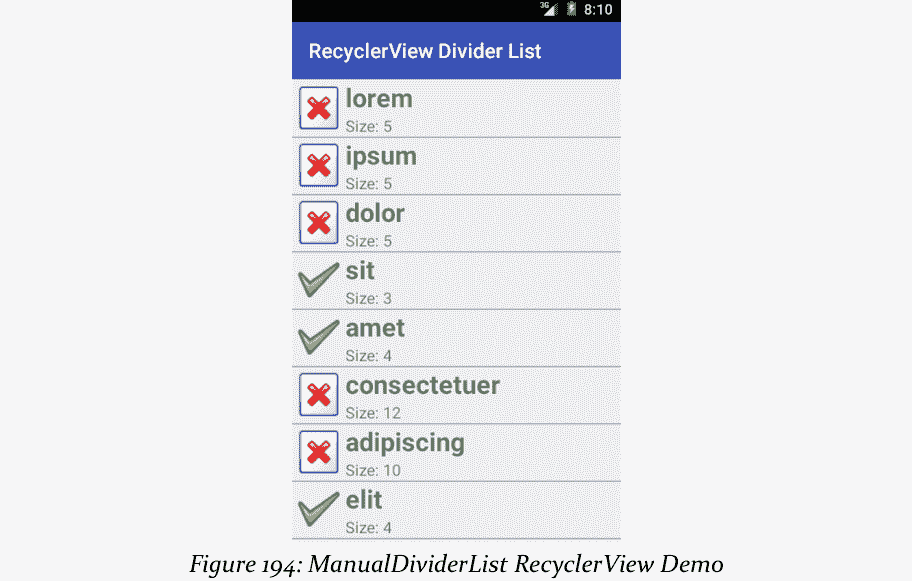 3G 8:10
RecyclerView Divider List
lorem
Size: 5
ipsum
Size: 5
dolor
Size: 5
sit
Size: 3
amet
Size: 4
consectetuer
Size: 12
adipiscing
Size: 10
elit
Size: 4
Figure 194: ManualDividerList RecyclerView Demo